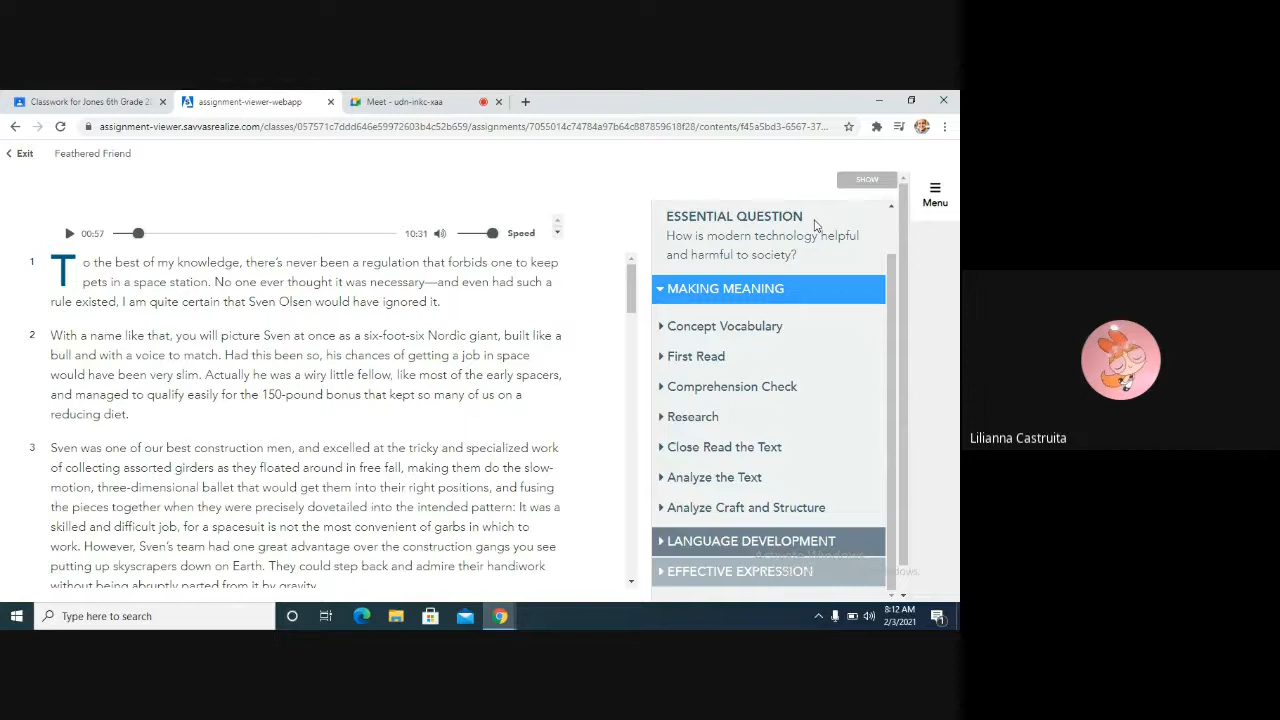 Classwork for Jones 6th Grade 2
assignment-viewer-webapp
Meet - udn-inkc-xaa
assignment-viewer.savvasrealize.com/classes/057571c7ddd646e59972603b4c52b659/assignments/7055014c74784a97b64c887859618f28/contents/f45a5bd3-6567-37...
Exit
Feathered Friend
SHOW
Menu
00:57
10:31
Speed
1
To the best of my knowledge, there's never been a regulation that forbids one to keep
pets in a space station. No one ever thought it was necessary—and even had such a
rule existed, I am quite certain that Sven Olsen would have ignored it.
2
With a name like that, you will picture Sven at once as a six-foot-six Nordic giant, built like a
bull and with a voice to match. Had this been so, his chances of getting a job in space
would have been very slim. Actually he was a wiry little fellow, like most of the early spacers,
and managed to qualify easily for the 150-pound bonus that kept so many of us on a
reducing diet.
3
Sven was one of our best construction men, and excelled at the tricky and specialized work
of collecting assorted girders as they floated around in free fall, making them do the slow-
motion, three-dimensional ballet that would get them into their right positions, and fusing
the pieces together when they were precisely dovetailed into the intended pattern: It was a
skilled and difficult job, for a spacesuit is not the most convenient of garbs in which to
work. However, Sven's team had one great advantage over the construction gangs you see
putting up skyscrapers down on Earth. They could step back and admire their handiwork
without being abruptly parted from it by gravity
ESSENTIAL QUESTION
How is modern technology helpful
and harmful to society?
MAKING MEANING
Concept Vocabulary
First Read
Comprehension Check
Research
Close Read the Text
Analyze the Text
Analyze Craft and Structure
LANGUAGE DEVELOPMENT
EFFECTIVE EXPRESSION
Lilianna Castruita
Type here to search
8:12 AM
2/3/2021
1